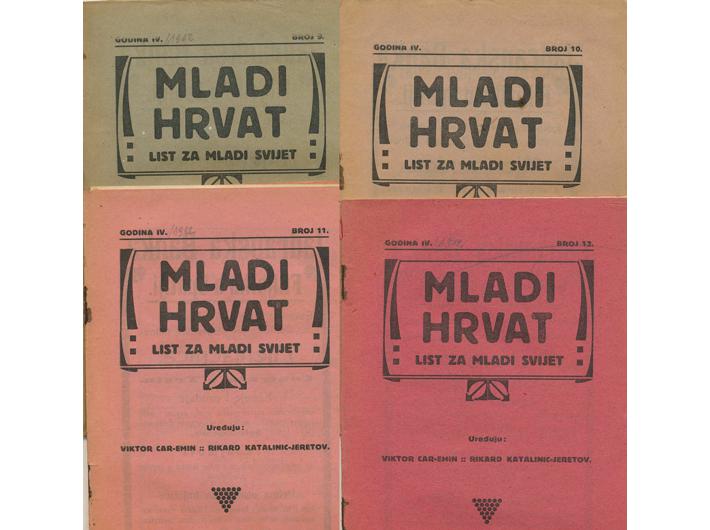 GODINA IV. BROJ 9.
MLADI
HRVAT
LIST ZA MLADI SVIJET
GODINA IV. BROJ 10.
MLADI
HRVAT
LIST ZA MLADI SVIJET
GODINA IV. BROJ 11.
MLADI
HRVAT
LIST ZA MLADI SVIJET
Uređuju:
VIKTOR CAR-EMIN :: RIKARD KATALINIC-JERETOV.
GODINA IV. BROJ 12.
MLADI
HRVAT
LIST ZA MLADI SVIJET
Uređuju:
VIKTOR CAR-EMIN :: RIKARD KATALINIC-JERETOV.